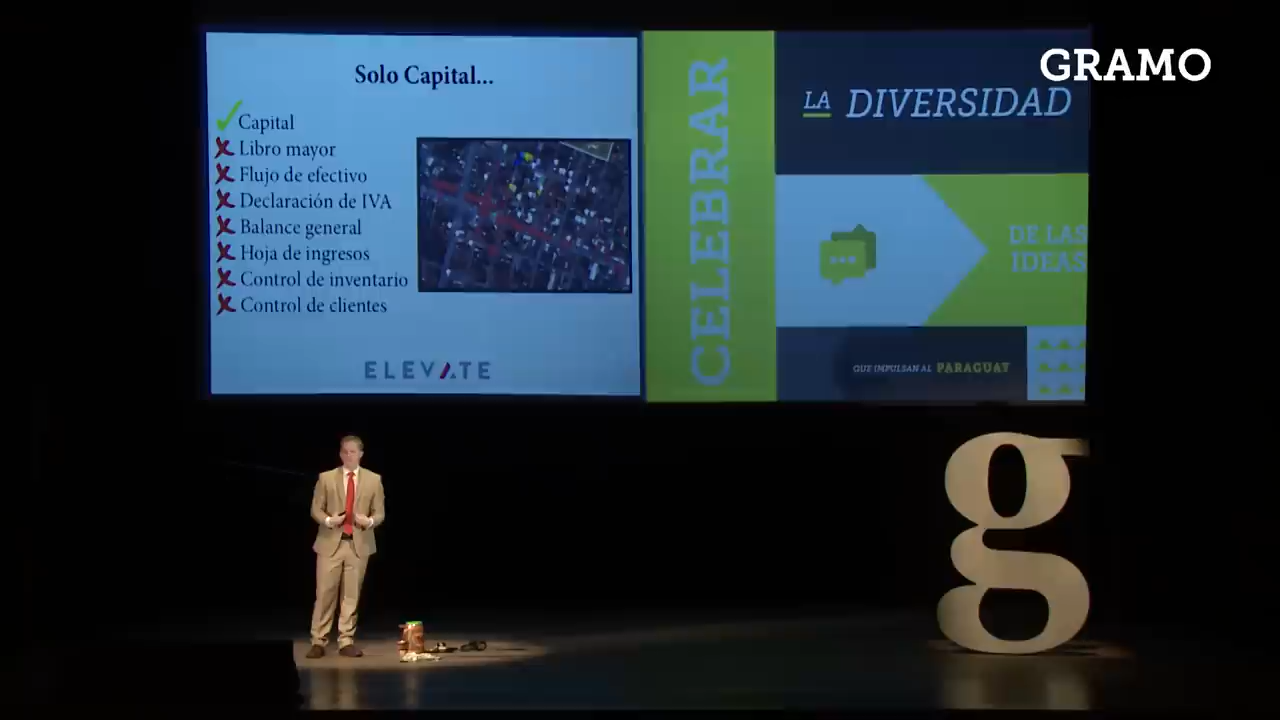 Solo Capital...
Capital
Libro mayor
Flujo de efectivo
Declaración de IVA
Balance general
Hoja de ingresos
Control de inventario
Control de clientes
ELEVATE
CELEBRAR
LA DIVERSIDAD
DE LAS
IDEAS
QUE IMPULSAN AL PARAGUAY
GRAMO
g